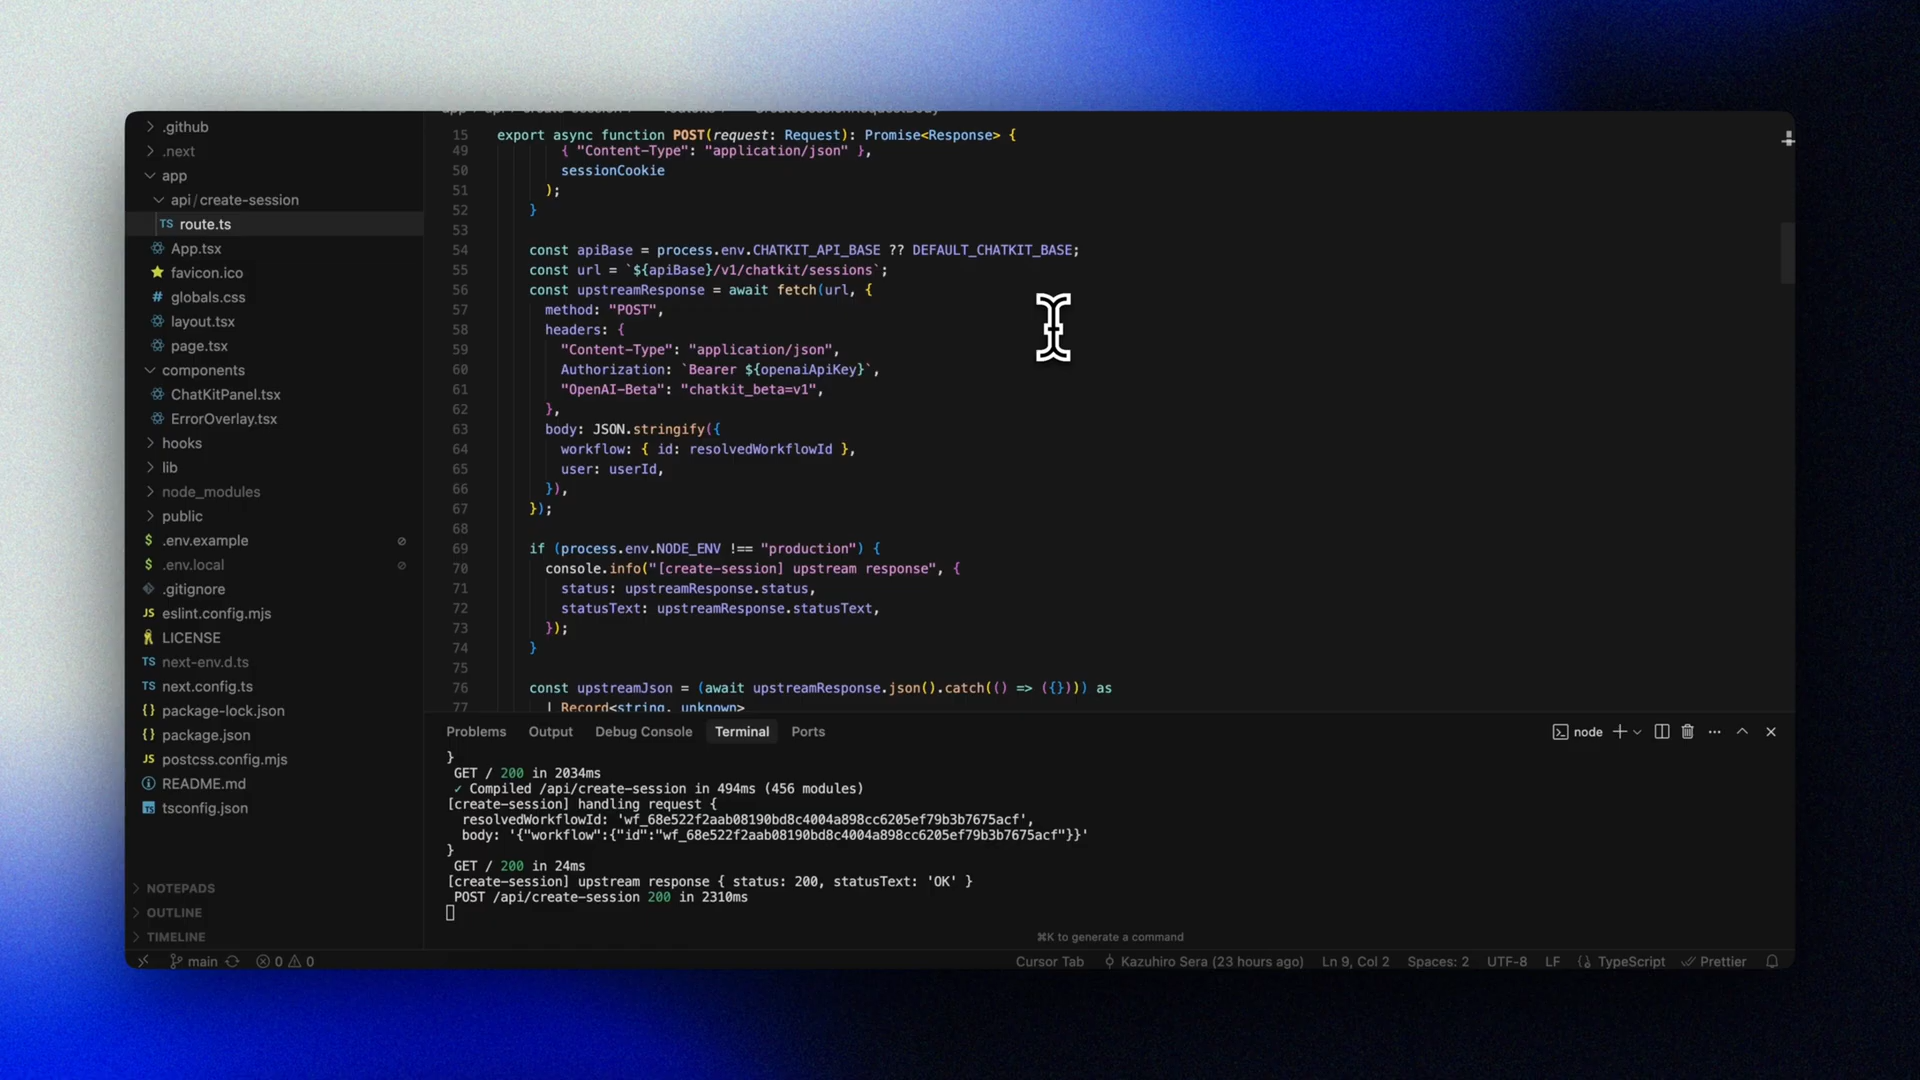 .github
.next
app
api/create-session
TS route.ts
App.tsx
favicon.ico
# globals.css
layout.tsx
page.tsx
components
ChatKitPanel.tsx
ErrorOverlay.tsx
hooks
lib
node_modules
public
$ .env.example
$ .env.local
.gitignore
JS eslint.config.mjs
LICENSE
TS next-env.d.ts
TS next.config.ts
{} package-lock.json
{} package.json
JS postcss.config.mjs
README.md
tsconfig.json
NOTEPADS
OUTLINE
TIMELINE
15 export async function POST(request: Request): Promise<Response> {
49 { "Content-Type": "application/json" },
50 sessionCookie
51 );
52 }
53
54 const apiBase = process.env.CHATKIT_API_BASE ?? DEFAULT_CHATKIT_BASE;
55 const url = `${apiBase}/v1/chatkit/sessions`;
56 const upstreamResponse = await fetch(url, {
57 method: "POST",
58 headers: {
59 "Content-Type": "application/json",
60 Authorization: `Bearer ${openaiApiKey}`,
61 "OpenAI-Beta": "chatkit_beta=v1",
62 },
63 body: JSON.stringify({
64 workflow: { id: resolvedWorkflowId },
65 user: userId,
66 }),
67 });
68
69 if (process.env.NODE_ENV !== "production") {
70 console.info("[create-session] upstream response", {
71 status: upstreamResponse.status,
72 statusText: upstreamResponse.statusText,
73 });
74 }
75
76 const upstreamJson = (await upstreamResponse.json().catch(() => ({}))) as
77 | Record<string, unknown>
Problems Output Debug Console Terminal Ports
node
}
GET / 200 in 2034ms
✓ Compiled /api/create-session in 494ms (456 modules)
[create-session] handling request {
resolvedWorkflowId: 'wf_68e522f2aab08190bd8c4004a898cc6205ef79b3b7675acf',
body: '{"workflow":{"id":"wf_68e522f2aab08190bd8c4004a898cc6205ef79b3b7675acf"}}'
}
GET / 200 in 24ms
[create-session] upstream response { status: 200, statusText: 'OK' }
POST /api/create-session 200 in 2310ms
⌘K to generate a command
main 0 0
Cursor Tab Kazuhiro Sera (23 hours ago) Ln 9, Col 2 Spaces: 2 UTF-8 LF TypeScript Prettier